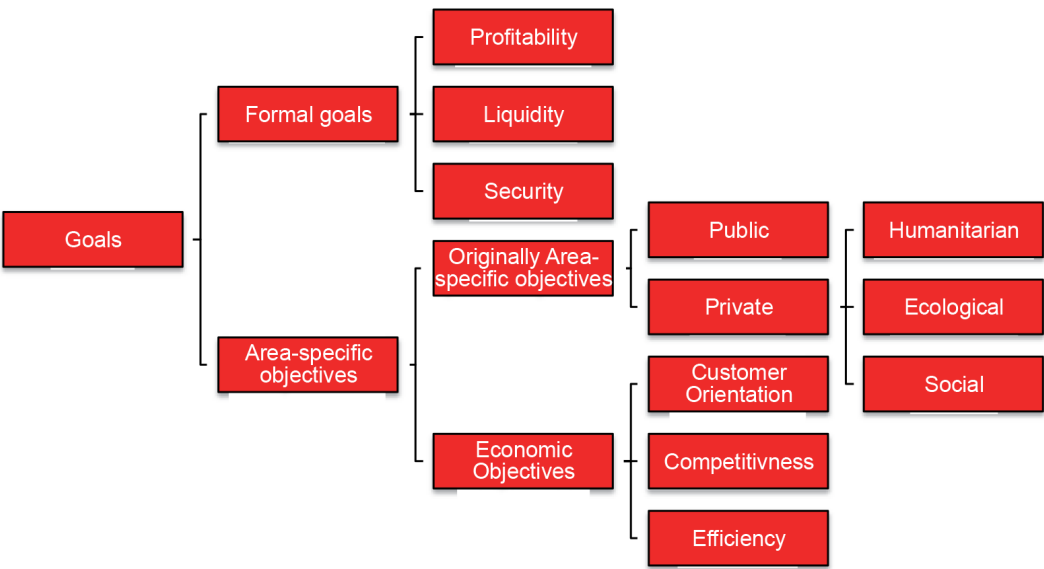 Goals
Formal goals
Profitability
Liquidity
Security
Area-specific
objectives
Originally Area-
specific objectives
Public
Private
Humanitarian
Ecological
Social
Economic
Objectives
Customer
Orientation
Competitivness
Efficiency